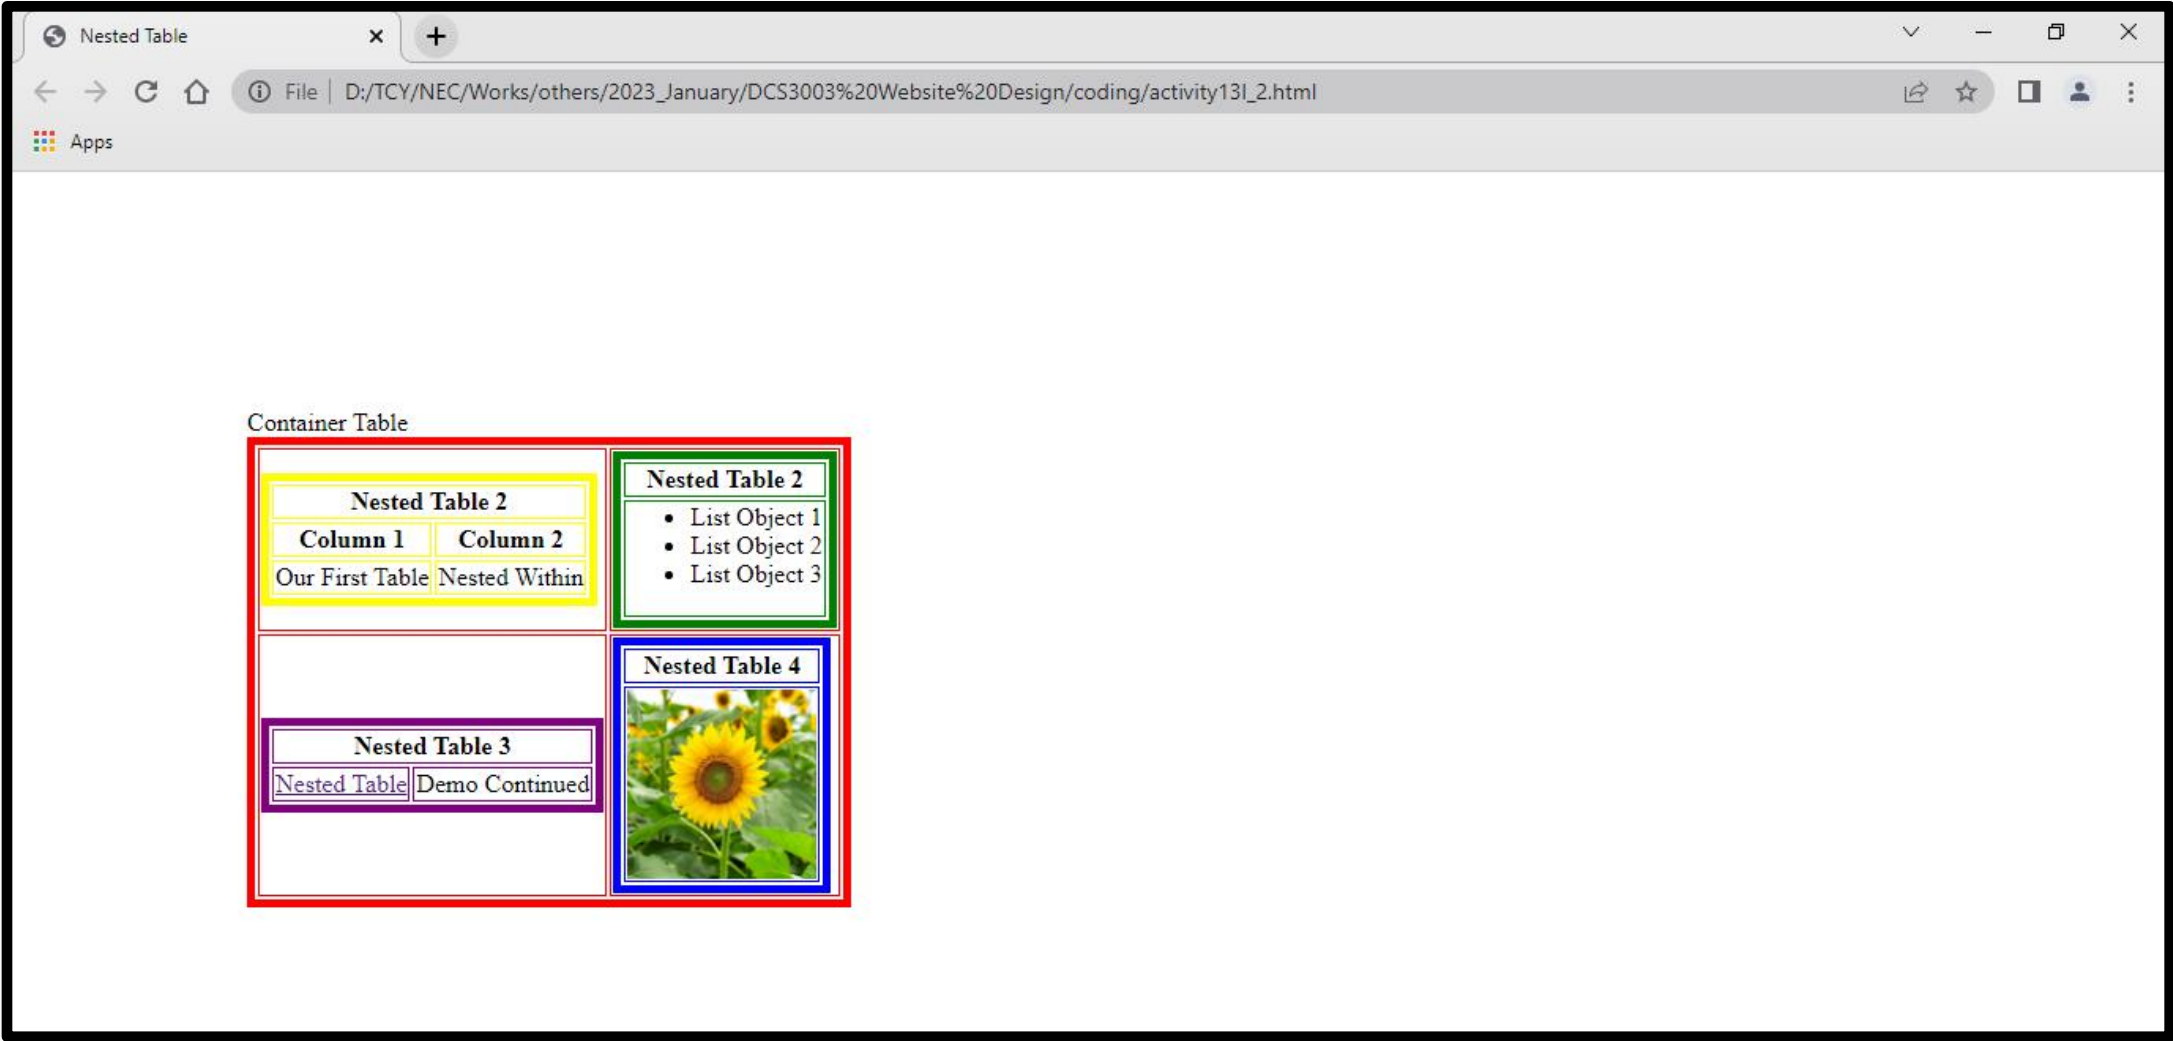 Nested Table
File | D:/TCY/NEC/Works/others/2023_January/DCS3003%20Website%20Design/coding/activity13I_2.html
Apps
Container Table
Nested Table 2
Column 1 Column 2
Our First Table Nested Within
Nested Table 2
• List Object 1
• List Object 2
• List Object 3
Nested Table 3
Nested Table Demo Continued
Nested Table 4